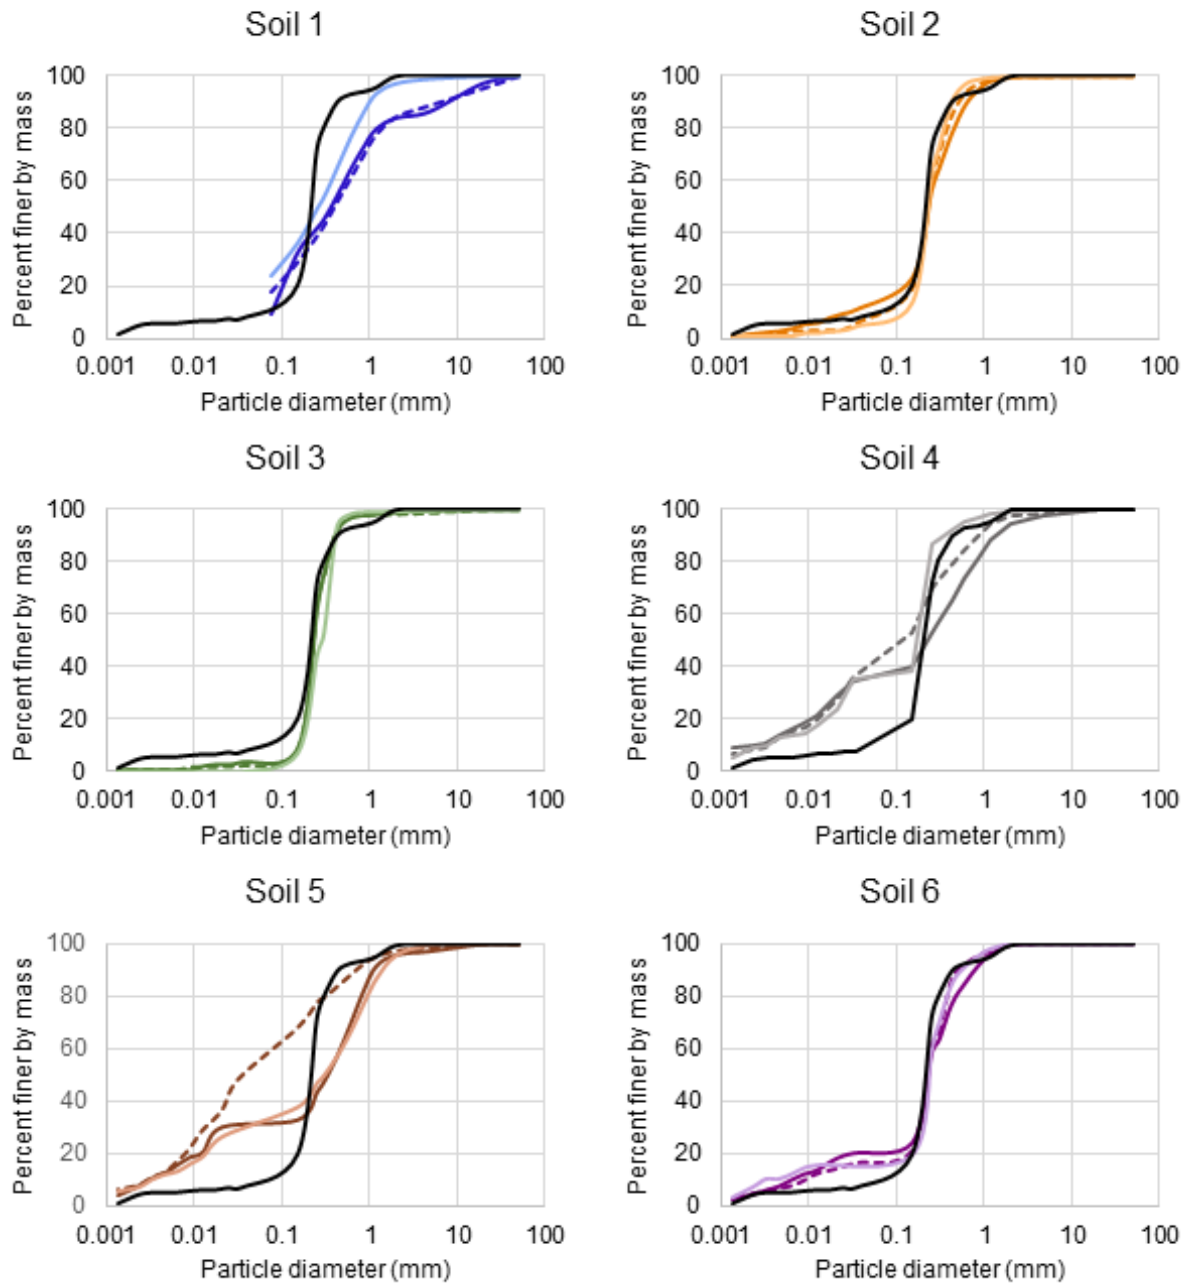 Soil 1
Percent finer by mass
100
80
60
40
20
0
0.001 0.01 0.1 1 10 100
Particle diameter (mm)
Soil 2
Percent finer by mass
100
80
60
40
20
0
0.001 0.01 0.1 1 10 100
Particle diamter (mm)
Soil 3
Percent finer by mass
100
80
60
40
20
0
0.001 0.01 0.1 1 10 100
Particle diameter (mm)
Soil 4
Percent finer by mass
100
80
60
40
20
0
0.001 0.01 0.1 1 10 100
Particle diameter (mm)
Soil 5
Percent finer by mass
100
80
60
40
20
0
0.001 0.01 0.1 1 10 100
Particle diameter (mm)
Soil 6
Percent finer by mass
100
80
60
40
20
0
0.001 0.01 0.1 1 10 100
Particle diameter (mm)